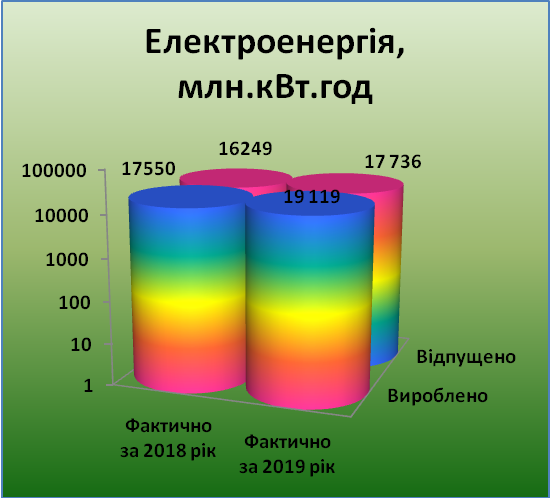 Електроенергія,
млн.кВт.год
16249
17550
17 736
19 119
100000
10000
1000
100
10
1
Відпущено
Вироблено
Фактично
за 2018 рік
Фактично
за 2019 рік